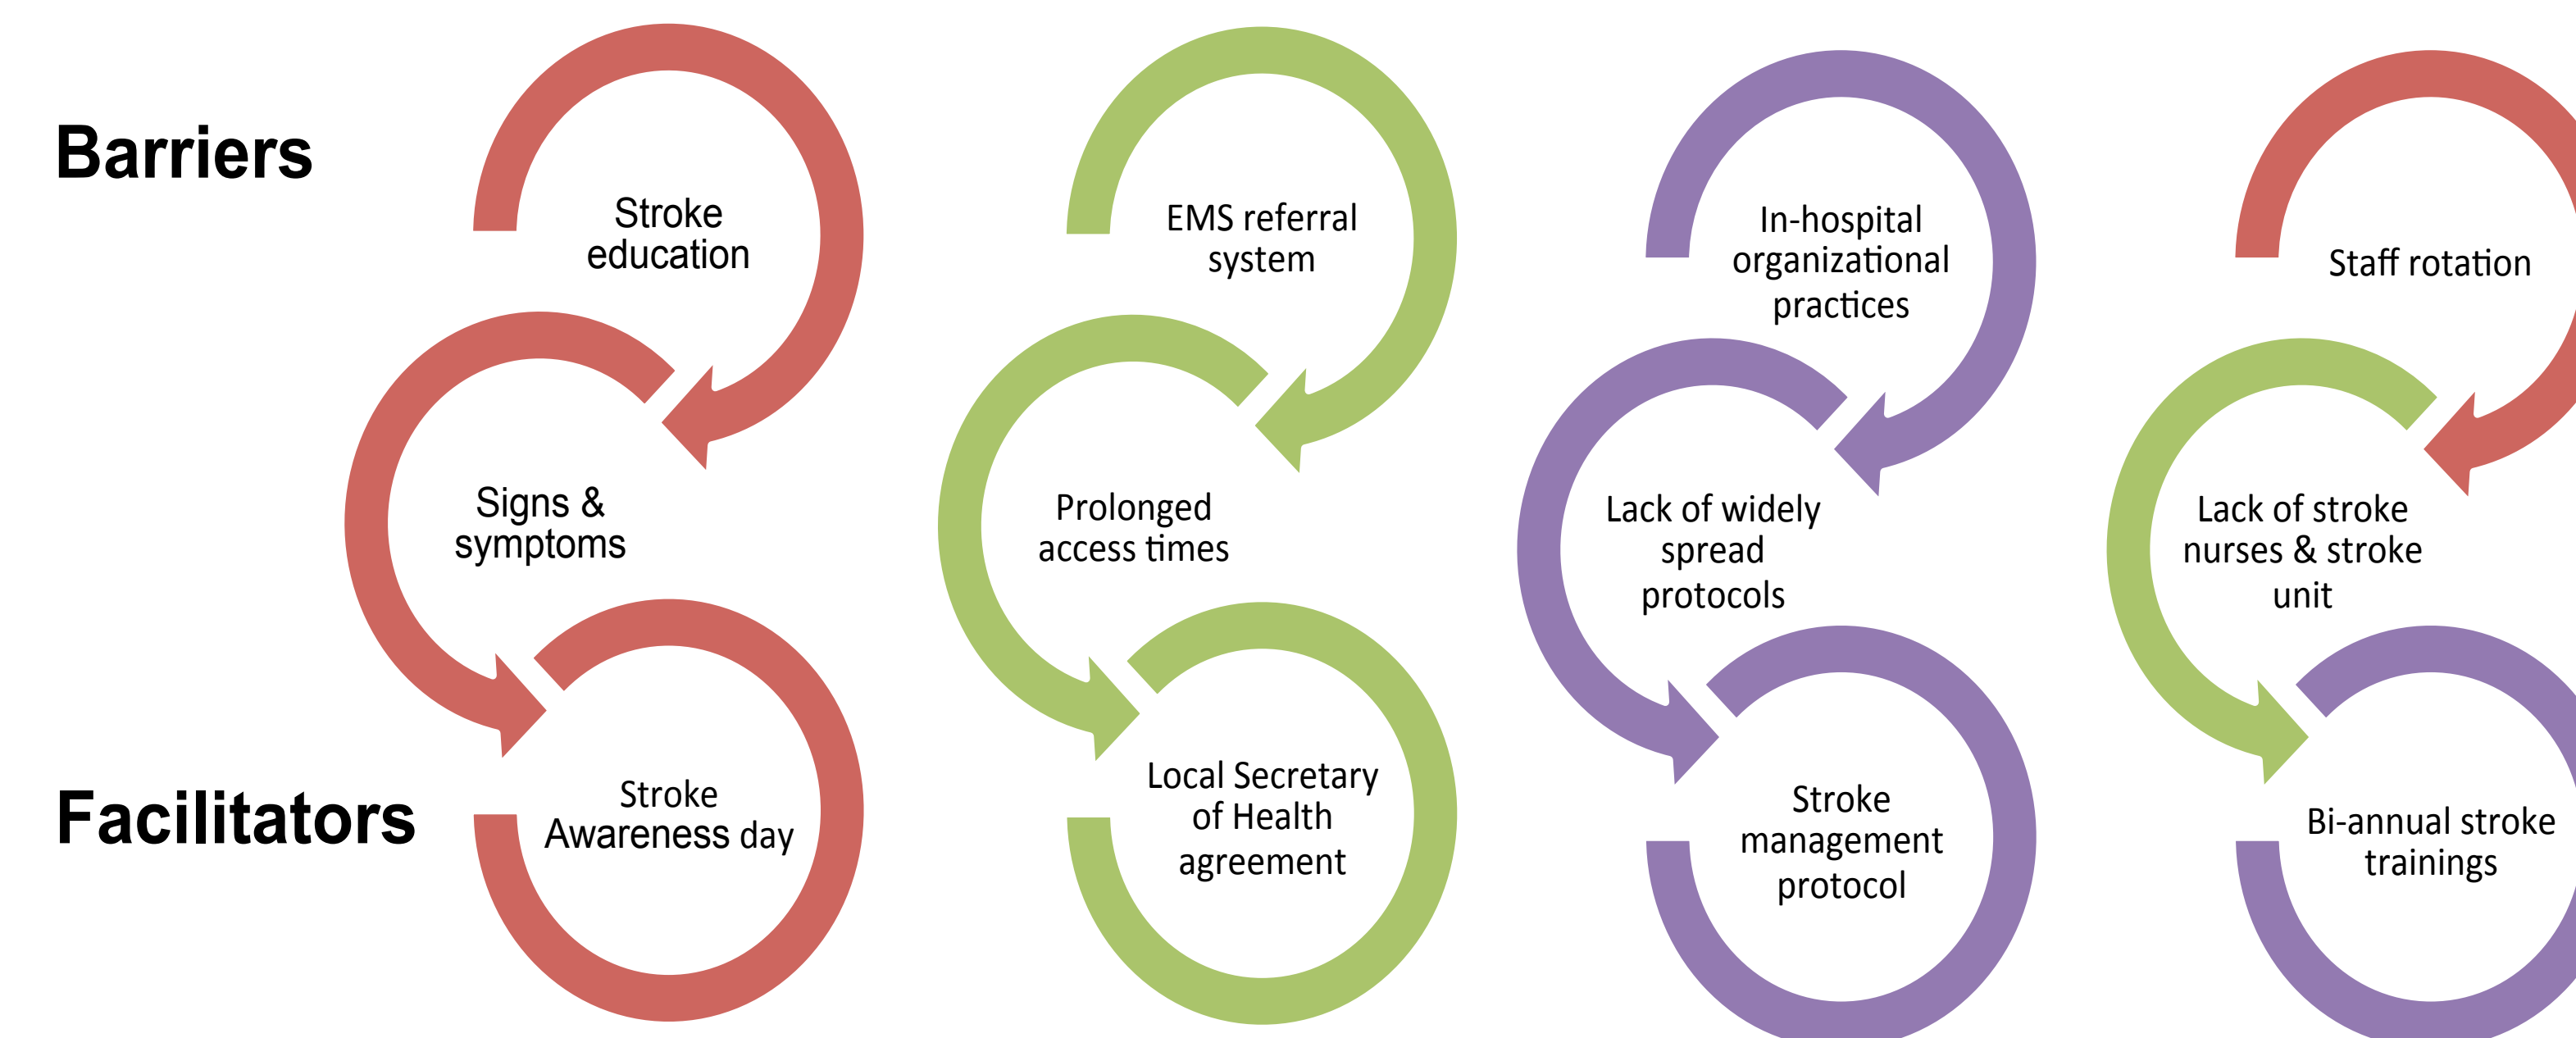 Barriers
Stroke
education
EMS referral
system
In-hospital
organizational
practices
Staff rotation
Signs &
symptoms
Prolonged
access times
Lack of widely
spread
protocols
Lack of stroke
nurses & stroke
unit
Facilitators
Stroke
Awareness day
Local Secretary
of Health
agreement
Stroke
management
protocol
Bi-annual stroke
trainings